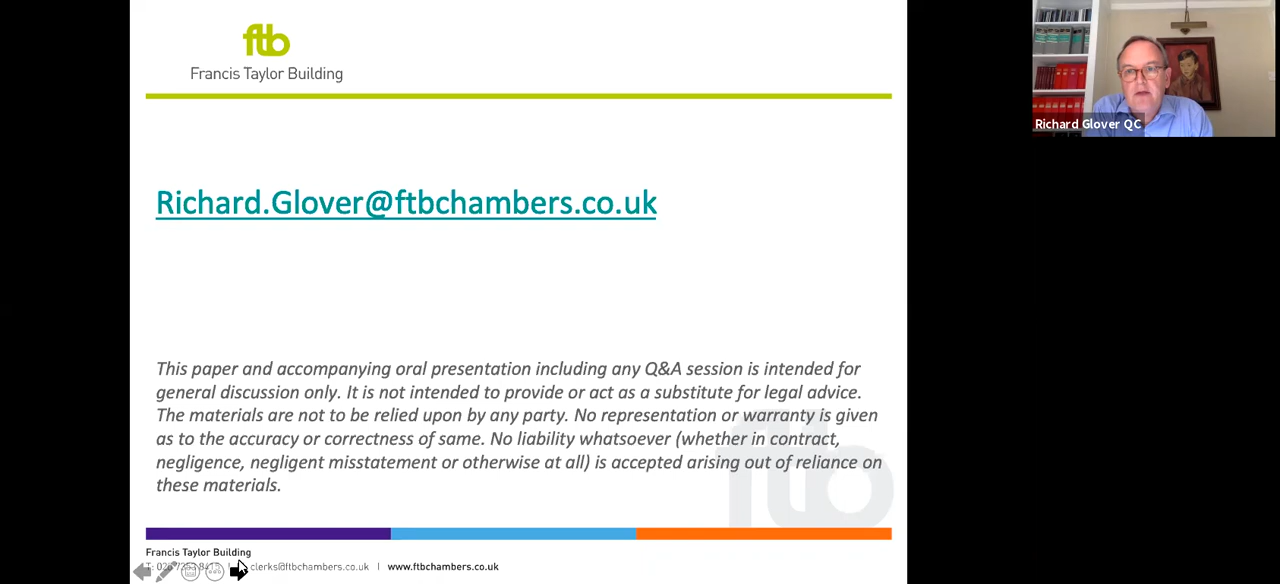 ftb
Francis Taylor Building
Richard Glover QC
Richard.Glover@ftbchambers.co.uk
This paper and accompanying oral presentation including any Q&A session is intended for
general discussion only. It is not intended to provide or act as a substitute for legal advice.
The materials are not to be relied upon by any party. No representation or warranty is given
as to the accuracy or correctness of same. No liability whatsoever (whether in contract,
negligence, negligent misstatement or otherwise at all) is accepted arising out of reliance on
these materials.
ftb
Francis Taylor Building
clerks@ftbchambers.co.uk | www.ftbchambers.co.uk